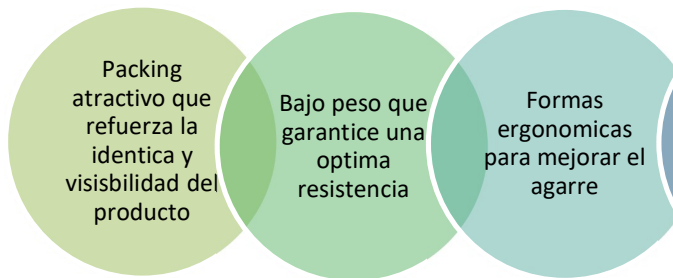 Packing
atractivo que
refuerza la
identica y
visisbilidad del
producto
Bajo peso que
garantice una
optima
resistencia
Formas
ergonomicas
para mejorar el
agarre